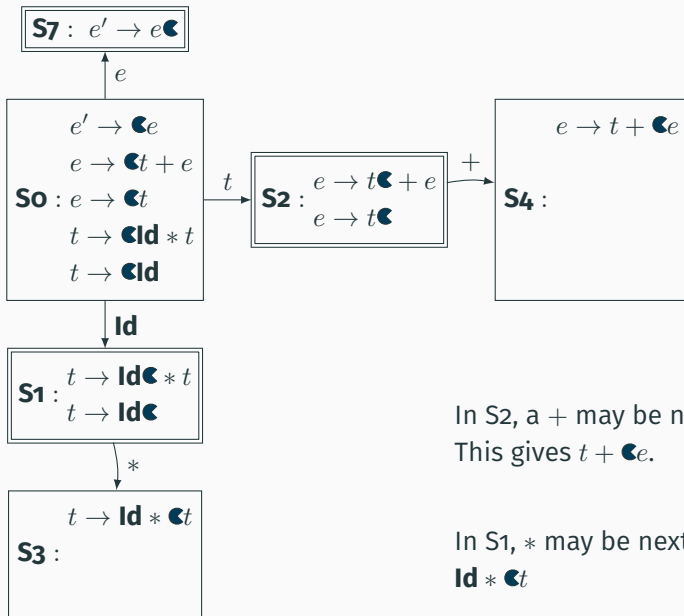 S7 : e′ → e
e
e′ → e
e → t + e
S0 : e → t
t → Id * t
t → Id
t
S2 : e → t + e
e → t
+
e → t + e
S4 :
Id
S1 : t → Id * t
t → Id
*
t → Id * t
S3 :
In S2, a + may be n
This gives t + e.
In S1, * may be next
Id * t